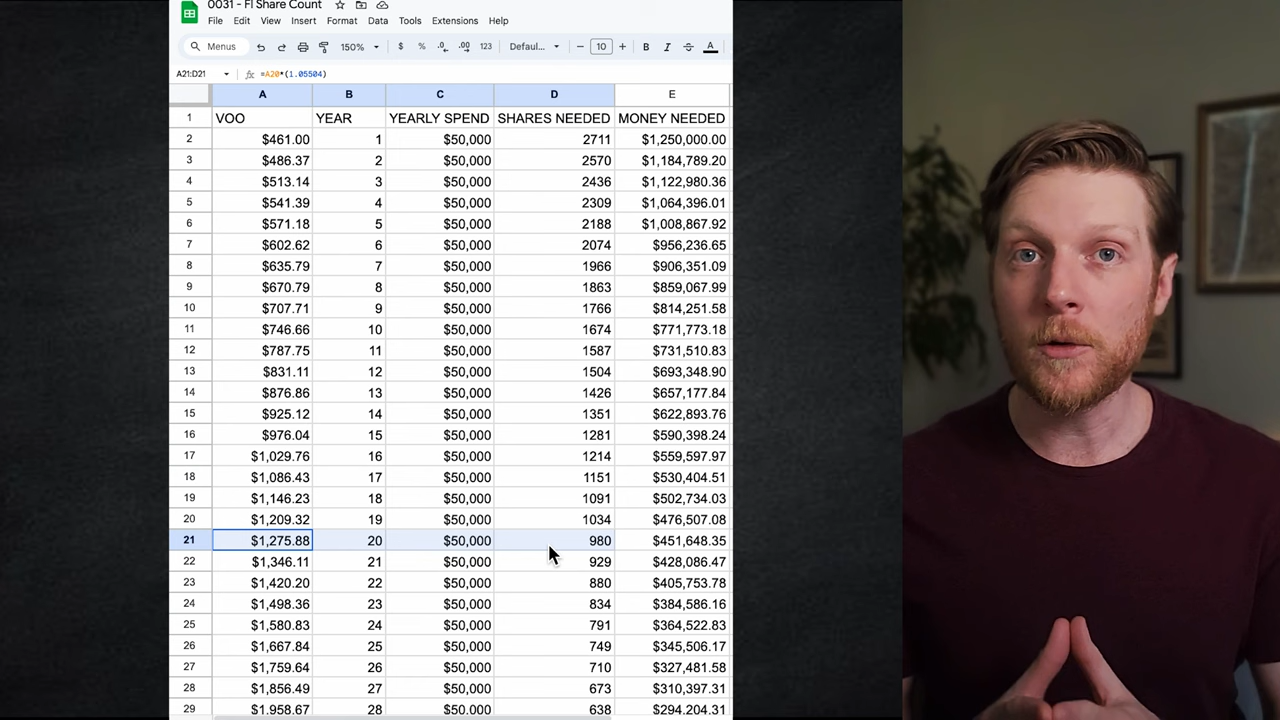 0031 - FI Share Count
File Edit View Insert Format Data Tools Extensions Help
Menus 150% $ % .0 .00 123 Defaul... − 10 + B I S A
A21:D21 fx =A20*(1.05504)
A B C D E
1 VOO YEAR YEARLY SPEND SHARES NEEDED MONEY NEEDED
2 $461.00 1 $50,000 2711 $1,250,000.00
3 $486.37 2 $50,000 2570 $1,184,789.20
4 $513.14 3 $50,000 2436 $1,122,980.36
5 $541.39 4 $50,000 2309 $1,064,396.01
6 $571.18 5 $50,000 2188 $1,008,867.92
7 $602.62 6 $50,000 2074 $956,236.65
8 $635.79 7 $50,000 1966 $906,351.09
9 $670.79 8 $50,000 1863 $859,067.99
10 $707.71 9 $50,000 1766 $814,251.58
11 $746.66 10 $50,000 1674 $771,773.18
12 $787.75 11 $50,000 1587 $731,510.83
13 $831.11 12 $50,000 1504 $693,348.90
14 $876.86 13 $50,000 1426 $657,177.84
15 $925.12 14 $50,000 1351 $622,893.76
16 $976.04 15 $50,000 1281 $590,398.24
17 $1,029.76 16 $50,000 1214 $559,597.97
18 $1,086.43 17 $50,000 1151 $530,404.51
19 $1,146.23 18 $50,000 1091 $502,734.03
20 $1,209.32 19 $50,000 1034 $476,507.08
21 $1,275.88 20 $50,000 980 $451,648.35
22 $1,346.11 21 $50,000 929 $428,086.47
23 $1,420.20 22 $50,000 880 $405,753.78
24 $1,498.36 23 $50,000 834 $384,586.16
25 $1,580.83 24 $50,000 791 $364,522.83
26 $1,667.84 25 $50,000 749 $345,506.17
27 $1,759.64 26 $50,000 710 $327,481.58
28 $1,856.49 27 $50,000 673 $310,397.31
29 $1,958.67 28 $50,000 638 $294,204.31